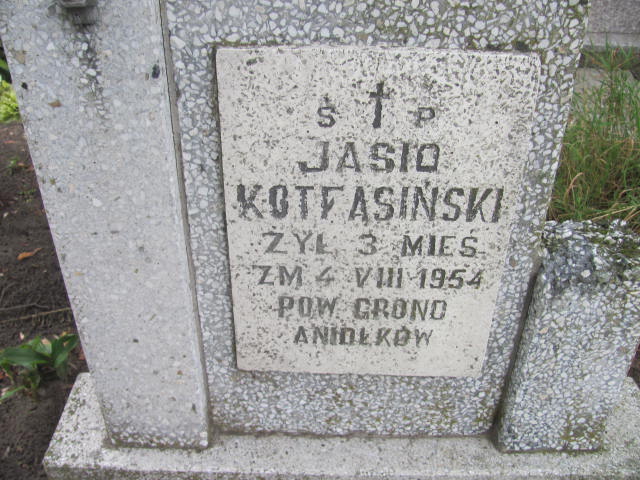 Ś P
JASIO
KOTFASIŃSKI
ŻYŁ 3 MIES.
ZM 4 VIII 1954
POW. GRONO
ANIOŁKÓW